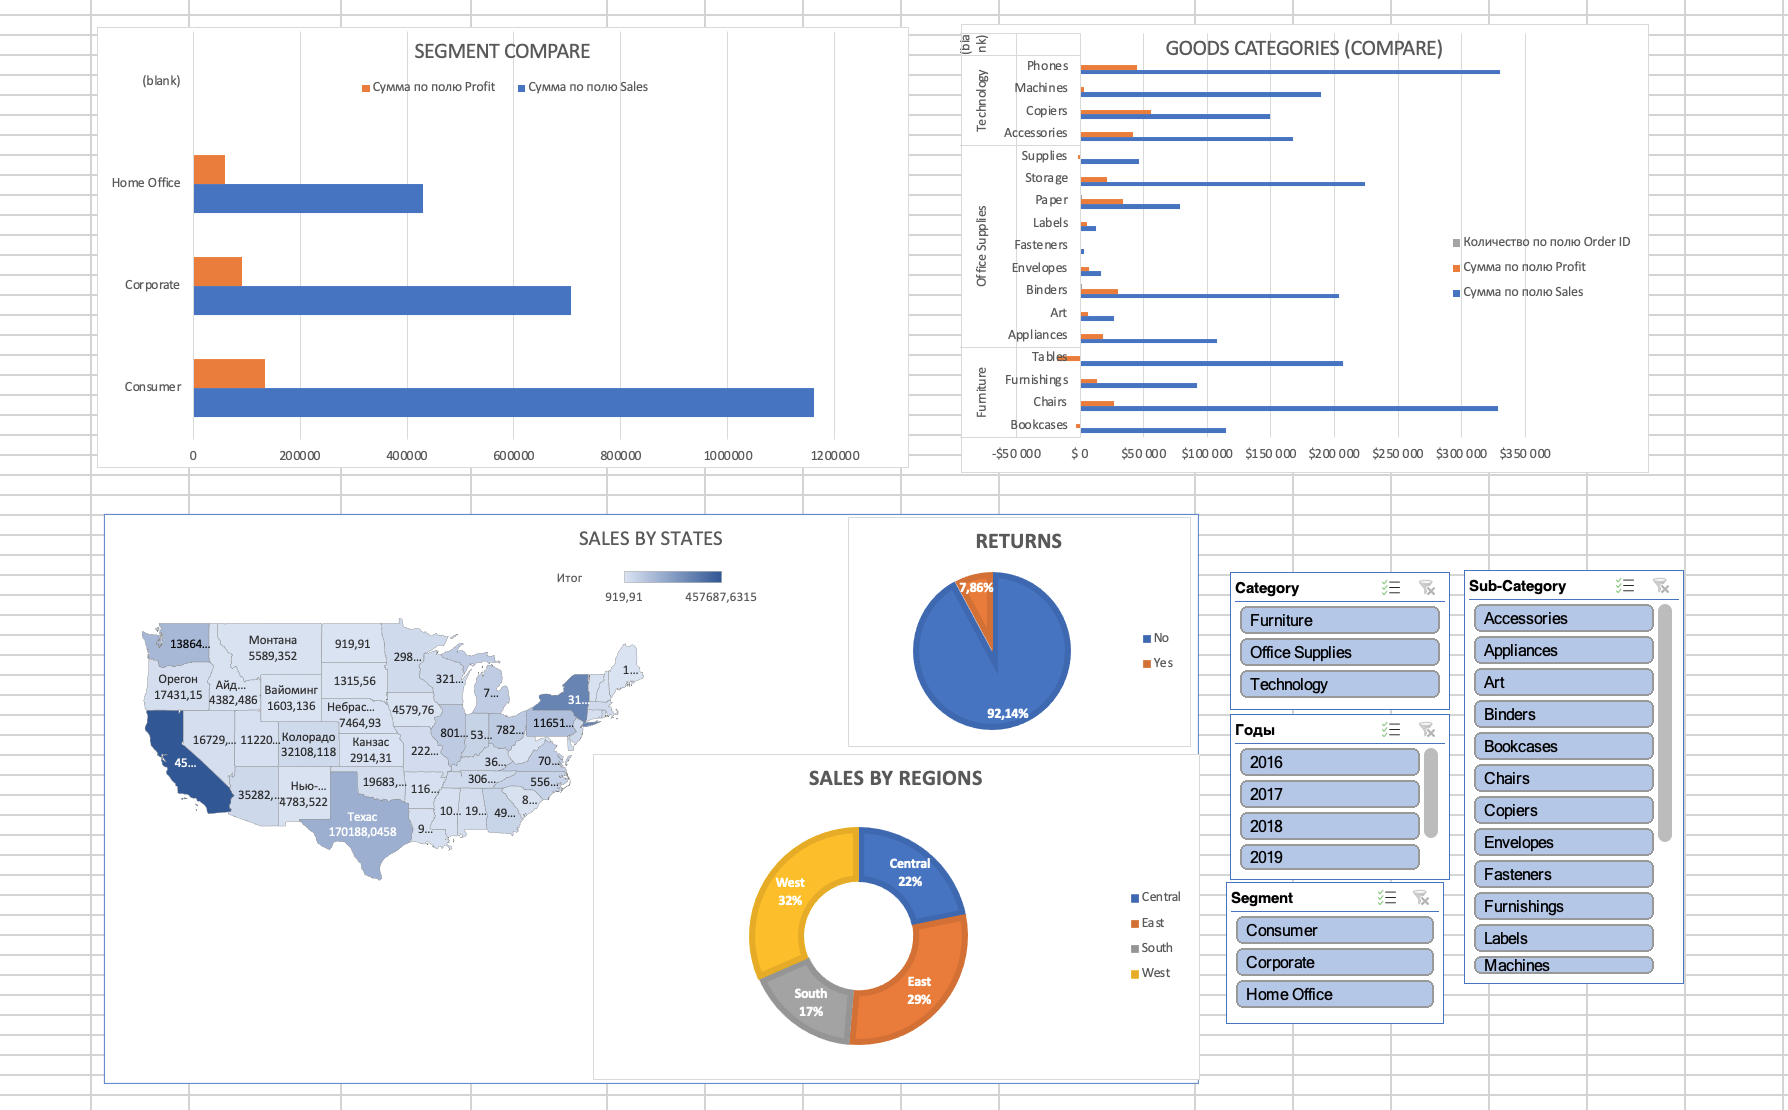 SEGMENT COMPARE
Сумма по полю Profit
Сумма по полю Sales
(blank)
Home Office
Corporate
Consumer
0 200000 400000 600000 800000 1000000 1200000
GOODS CATEGORIES (COMPARE)
(bla
nk)
Technology
Phones
Machines
Copiers
Accessories
Office Supplies
Supplies
Storage
Paper
Labels
Fasteners
Envelopes
Binders
Art
Appliances
Furniture
Tables
Furnishings
Chairs
Bookcases
-$50 000 $ 0 $50 000 $100 000 $150 000 $200 000 $250 000 $300 000 $350 000
Количество по полю Order ID
Сумма по полю Profit
Сумма по полю Sales
SALES BY STATES
Итог
919,91 457687,6315
13864...
Монтана
5589,352
919,91
298...
1...
Орегон
17431,15
Айд...
4382,486
Вайоминг
1603,136
1315,56
321...
7...
31...
Небрас...
7464,93
4579,76
11651...
45...
16729,...
11220...
Колорадо
32108,118
Канзас
2914,31
801...
53...
782...
222...
36...
70...
35282,...
Нью-...
4783,522
19683,...
116...
306...
556...
Техас
170188,0458
9...
10...
19...
49...
8...
RETURNS
7,86%
92,14%
No
Yes
SALES BY REGIONS
West
32%
Central
22%
South
17%
East
29%
Central
East
South
West
Category
Furniture
Office Supplies
Technology
Годы
2016
2017
2018
2019
Segment
Consumer
Corporate
Home Office
Sub-Category
Accessories
Appliances
Art
Binders
Bookcases
Chairs
Copiers
Envelopes
Fasteners
Furnishings
Labels
Machines